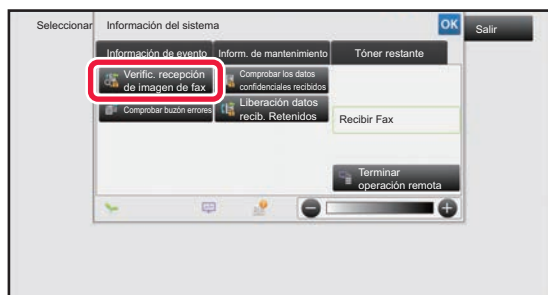 Seleccionar
Información del sistema
OK
Salir
Información de evento
Inform. de mantenimiento
Tóner restante
Verific. recepción
de imagen de fax
Comprobar los datos
confidenciales recibidos
Comprobar buzón errores
Liberación datos
recib. Retenidos
Recibir Fax
Terminar
operación remota